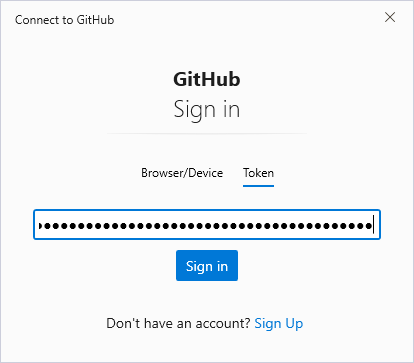 Connect to GitHub
GitHub
Sign in
Browser/Device Token
Sign in
Don't have an account? Sign Up